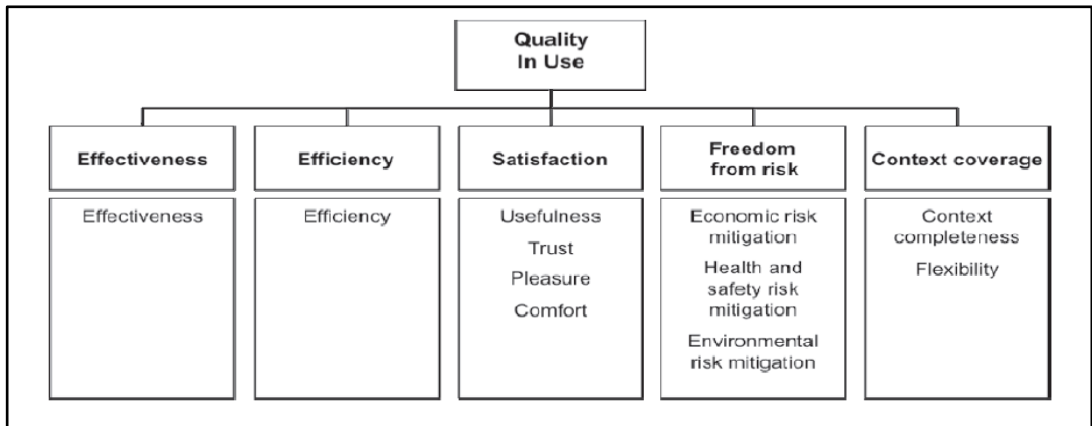 Quality
In Use
Effectiveness
Efficiency
Satisfaction
Freedom
from risk
Context coverage
Effectiveness
Efficiency
Usefulness
Trust
Pleasure
Comfort
Economic risk
mitigation
Health and
safety risk
mitigation
Environmental
risk mitigation
Context
completeness
Flexibility